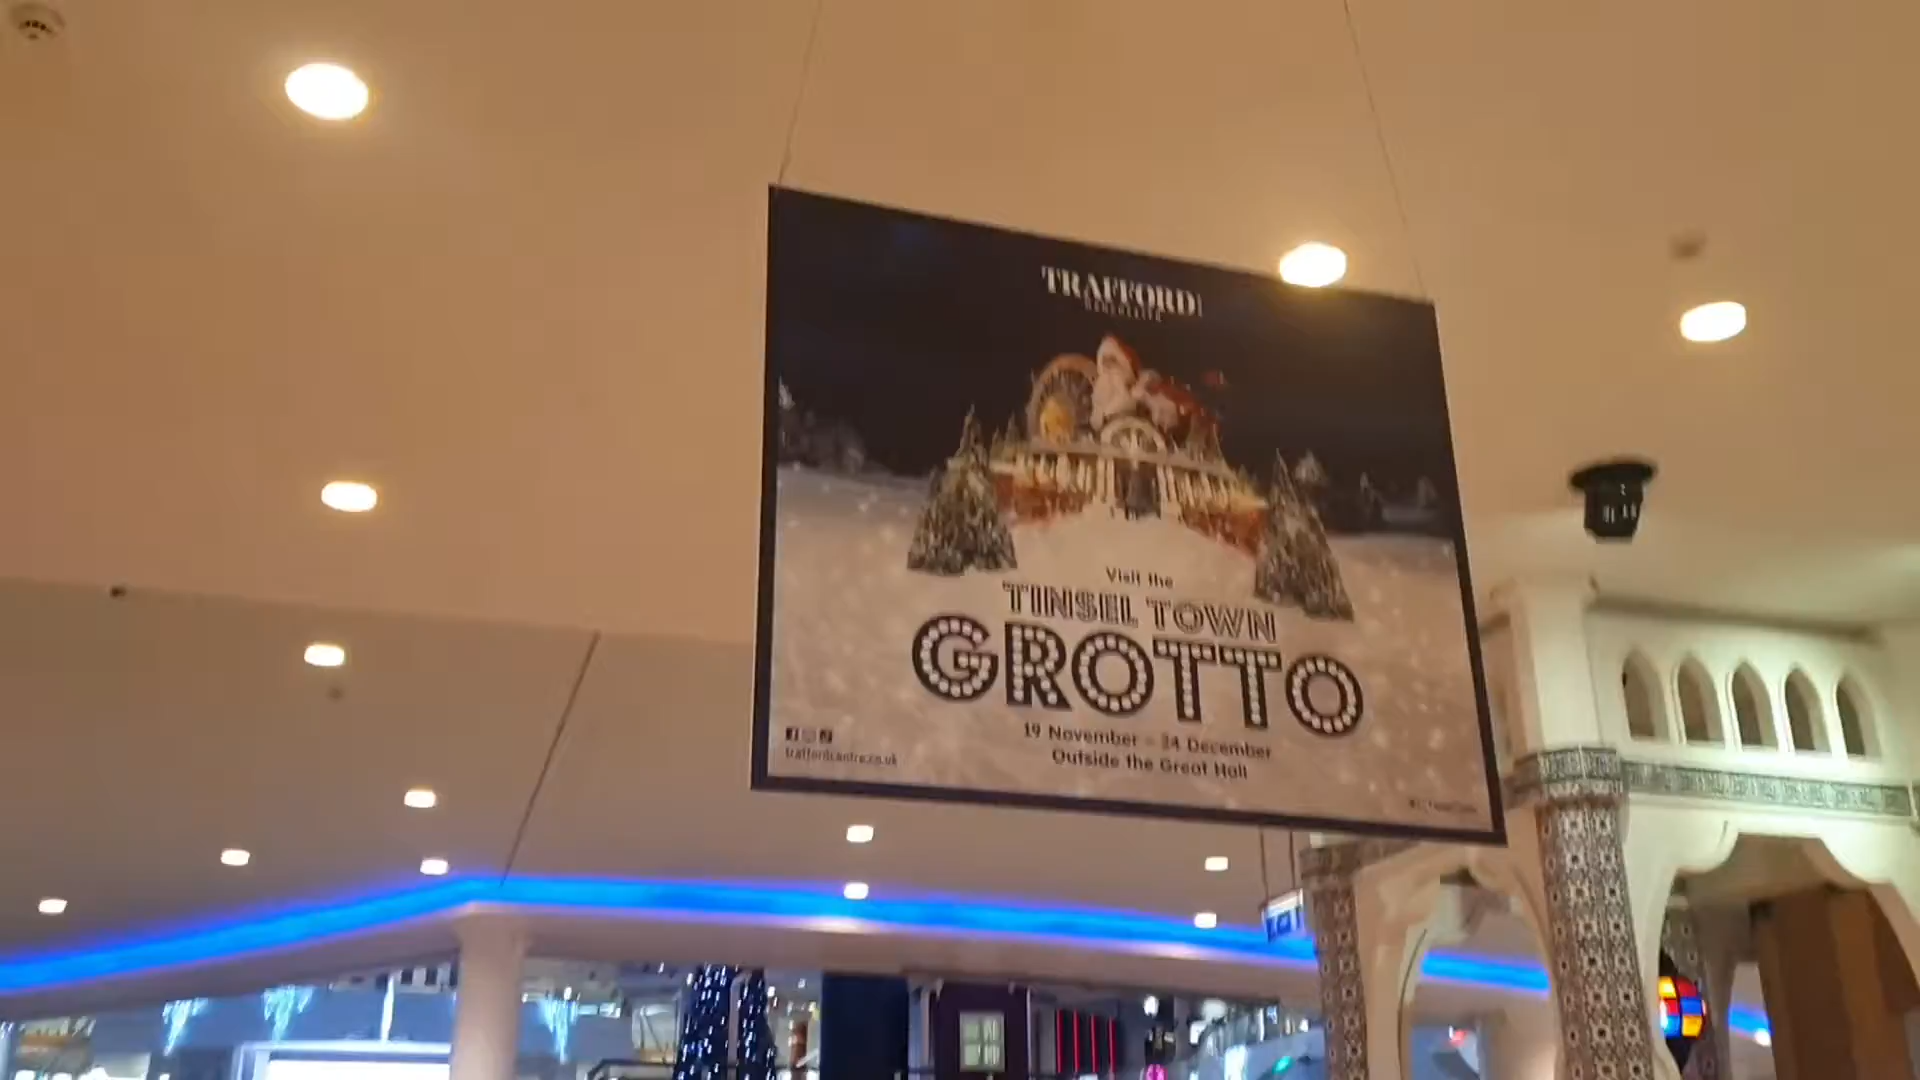 TRAFFORD
Visit the
TINSEL TOWN
GROTTO
19 November - 24 December
Outside the Great Hall
traffordcentre.co.uk